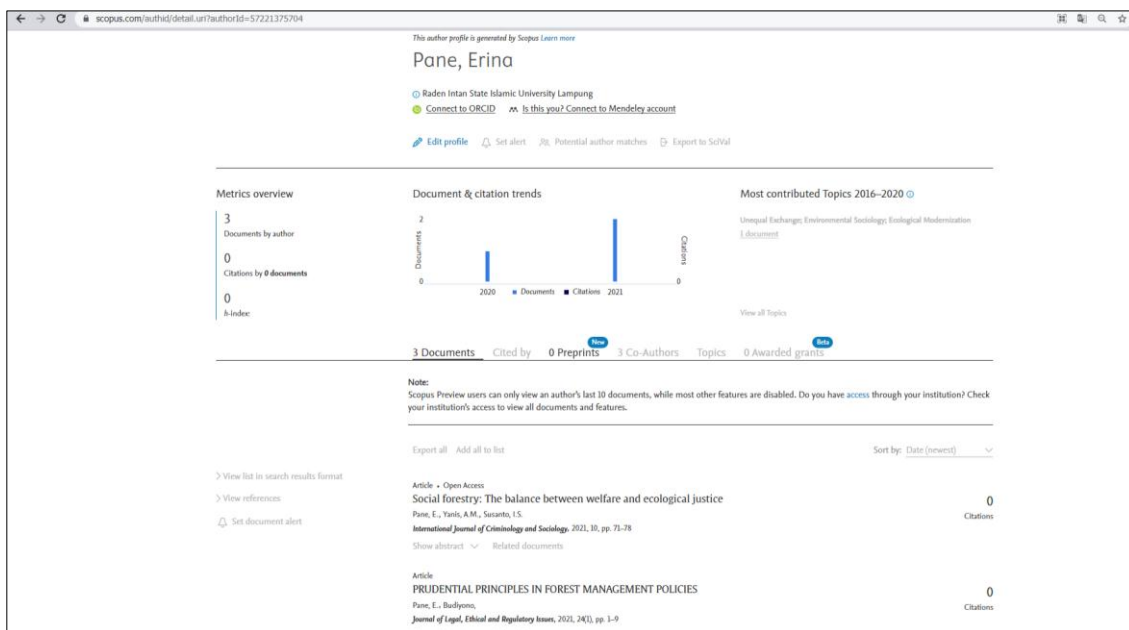 scopus.com/authid/detail.uri?authorId=57221375704
This author profile is generated by Scopus Learn more
Pane, Erina
Raden Intan State Islamic University Lampung
Connect to ORCID Is this you? Connect to Mendeley account
Edit profile Set alert Potential author matches Export to SciVal
Metrics overview
3
Documents by author
0
Citations by 0 documents
0
h-index:
Document & citation trends
2
Documents
0
Citations
0
2020 Documents Citations 2021
Most contributed Topics 2016–2020
Unequal Exchange; Environmental Sociology; Ecological Modernization
1 document
View all Topics
New
Beta
3 Documents Cited by 0 Preprints 3 Co-Authors Topics 0 Awarded grants
Note:
Scopus Preview users can only view an author's last 10 documents, while most other features are disabled. Do you have access through your institution? Check
your institution's access to view all documents and features.
Export all Add all to list
Sort by: Date (newest)
View list in search results format
View references
Set document alert
Article • Open Access
Social forestry: The balance between welfare and ecological justice
Pane, E., Yanis, A.M., Susanto, I.S.
International Journal of Criminology and Sociology, 2021, 10, pp. 71–78
0
Citations
Show abstract Related documents
Article
PRUDENTIAL PRINCIPLES IN FOREST MANAGEMENT POLICIES
Pane, E., Budiyono,
Journal of Legal, Ethical and Regulatory Issues, 2021, 24(1), pp. 1–9
0
Citations